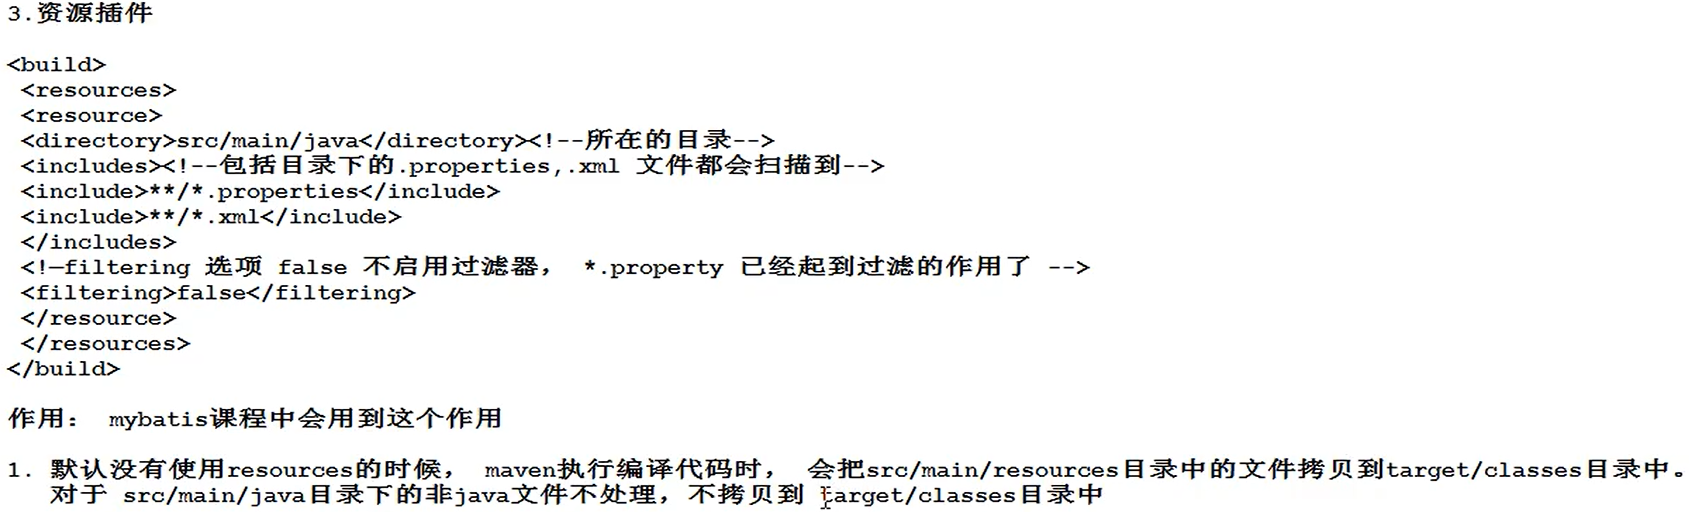 3.资源插件
<build>
<resources>
<resource>
<directory>src/main/java</directory><!--所在的目录-->
<includes><!--包括目录下的.properties,.xml 文件都会扫描到-->
<include>**/*.properties</include>
<include>**/*.xml</include>
</includes>
<!—filtering 选项 false 不启用过滤器， *.property 已经起到过滤的作用了 -->
<filtering>false</filtering>
</resource>
</resources>
</build>
作用： mybatis课程中会用到这个作用
1. 默认没有使用resources的时候， maven执行编译代码时， 会把src/main/resources目录中的文件拷贝到target/classes目录中。
对于 src/main/java目录下的非java文件不处理，不拷贝到 target/classes目录中